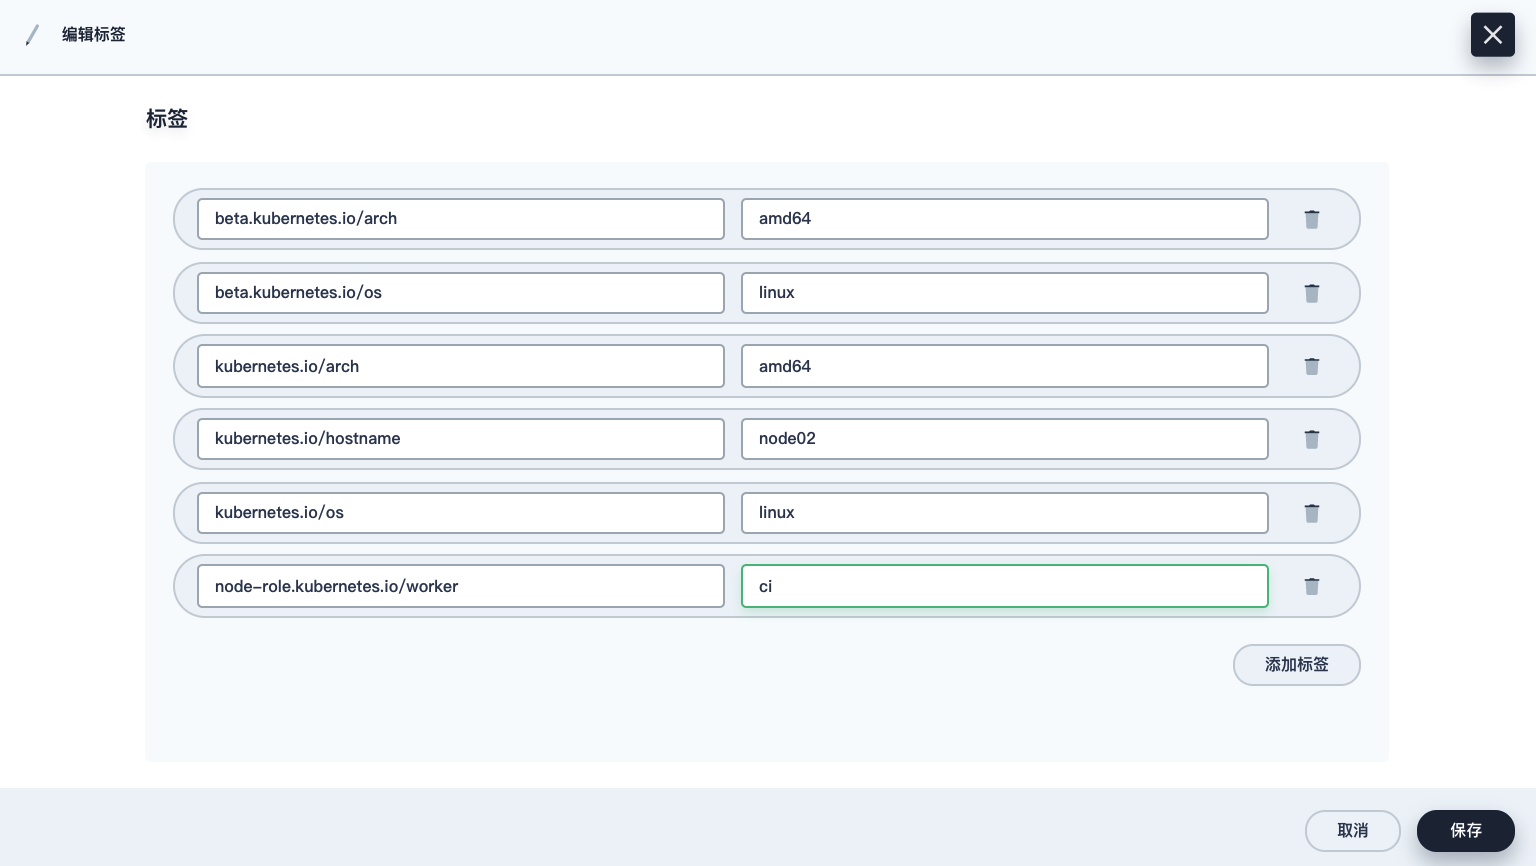 编辑标签
标签
beta.kubernetes.io/arch amd64
beta.kubernetes.io/os linux
kubernetes.io/arch amd64
kubernetes.io/hostname node02
kubernetes.io/os linux
node-role.kubernetes.io/worker ci
添加标签
取消 保存